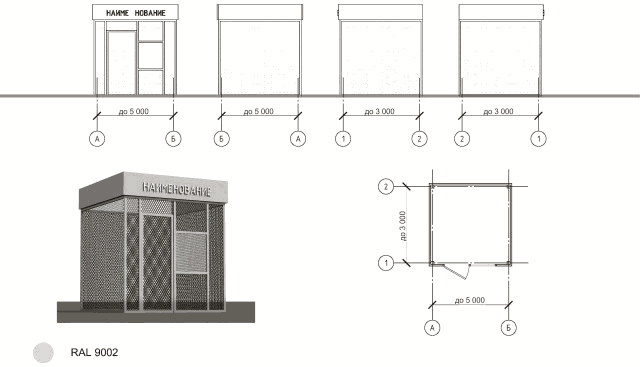 НАИМЕ НОВАНИЕ
до 5 000
до 5 000
до 3 000
до 3 000
А
Б
Б
А
1
2
2
1
НАИМЕНОВАНИЕ
2
до 3 000
1
до 5 000
А
Б
RAL 9002